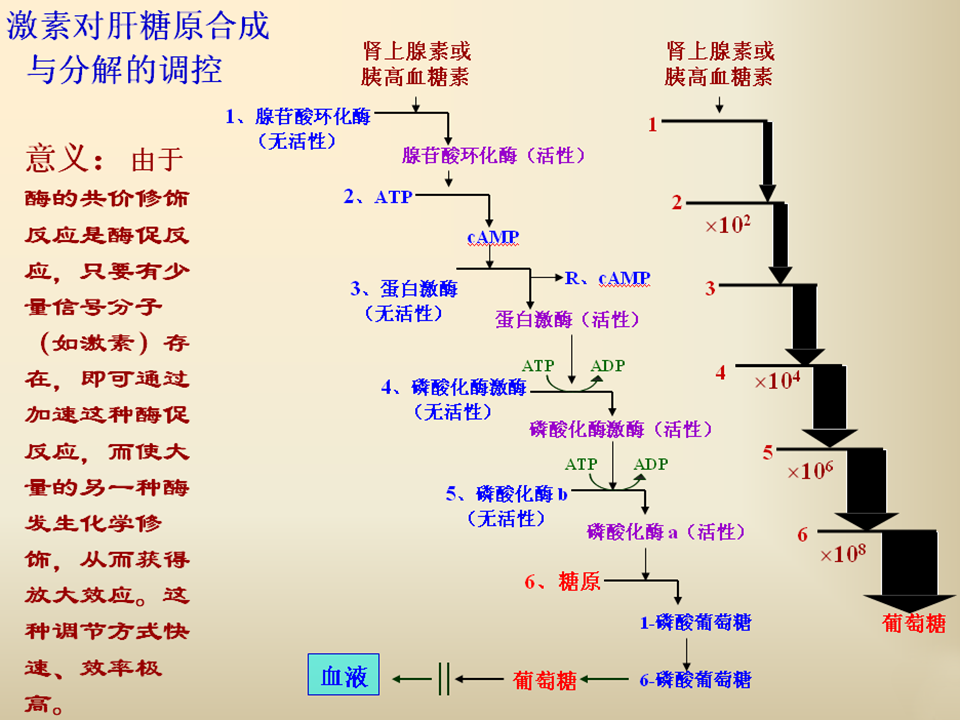 激素对肝糖原合成
与分解的调控
意义：由于
酶的共价修饰
反应是酶促反
应，只要有少
量信号分子
（如激素）存
在，即可通过
加速这种酶促
反应，而使大
量的另一种酶
发生化学修
饰，从而获得
放大效应。这
种调节方式快
速、效率极
高。
肾上腺素或
胰高血糖素
1、腺苷酸环化酶
（无活性）
腺苷酸环化酶（活性）
2、ATP
cAMP
R、cAMP
3、蛋白激酶
（无活性）
蛋白激酶（活性）
ATP ADP
4、磷酸化酶激酶
（无活性）
磷酸化酶激酶（活性）
ATP ADP
5、磷酸化酶 b
（无活性）
磷酸化酶 a（活性）
6、糖原
1-磷酸葡萄糖
6-磷酸葡萄糖
葡萄糖
血液
肾上腺素或
胰高血糖素
1
2
×10²
3
4
×10⁴
5
×10⁶
6
×10⁸
葡萄糖